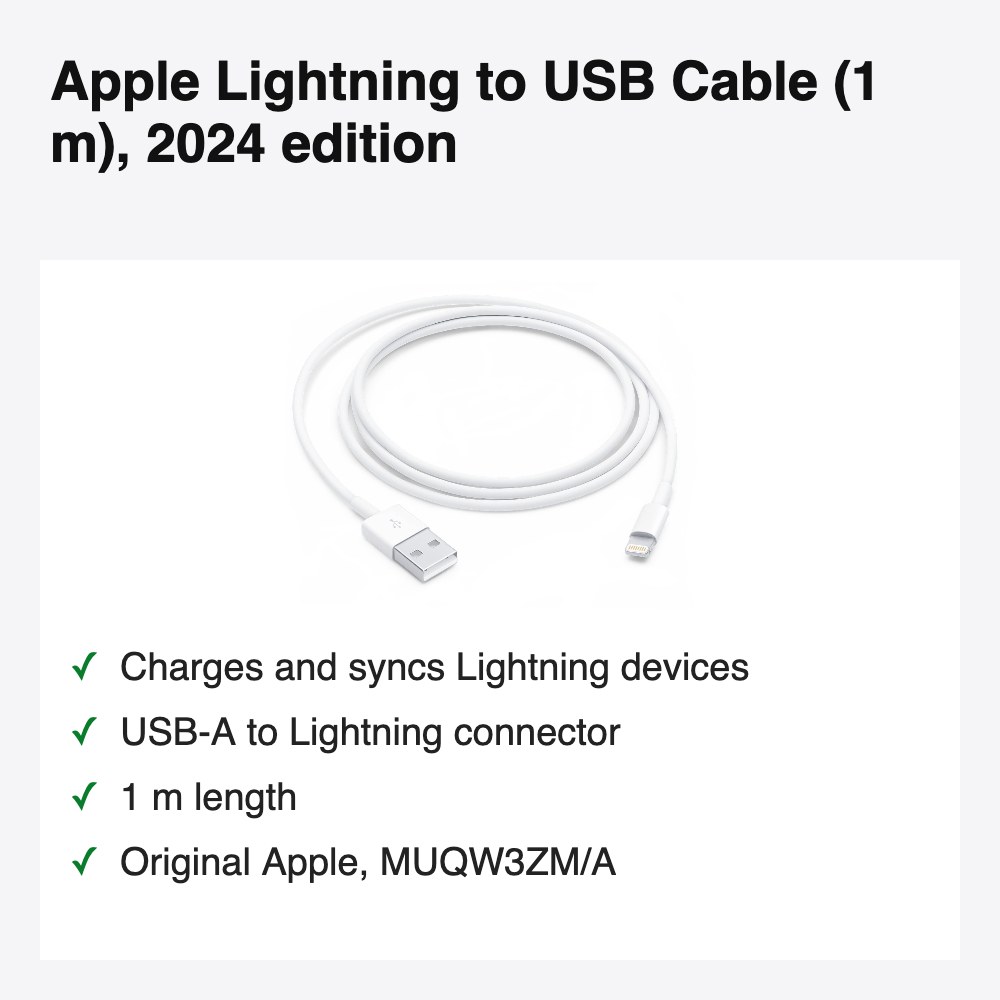 Apple Lightning to USB Cable (1
m), 2024 edition
✓ Charges and syncs Lightning devices
✓ USB-A to Lightning connector
✓ 1 m length
✓ Original Apple, MUQW3ZM/A